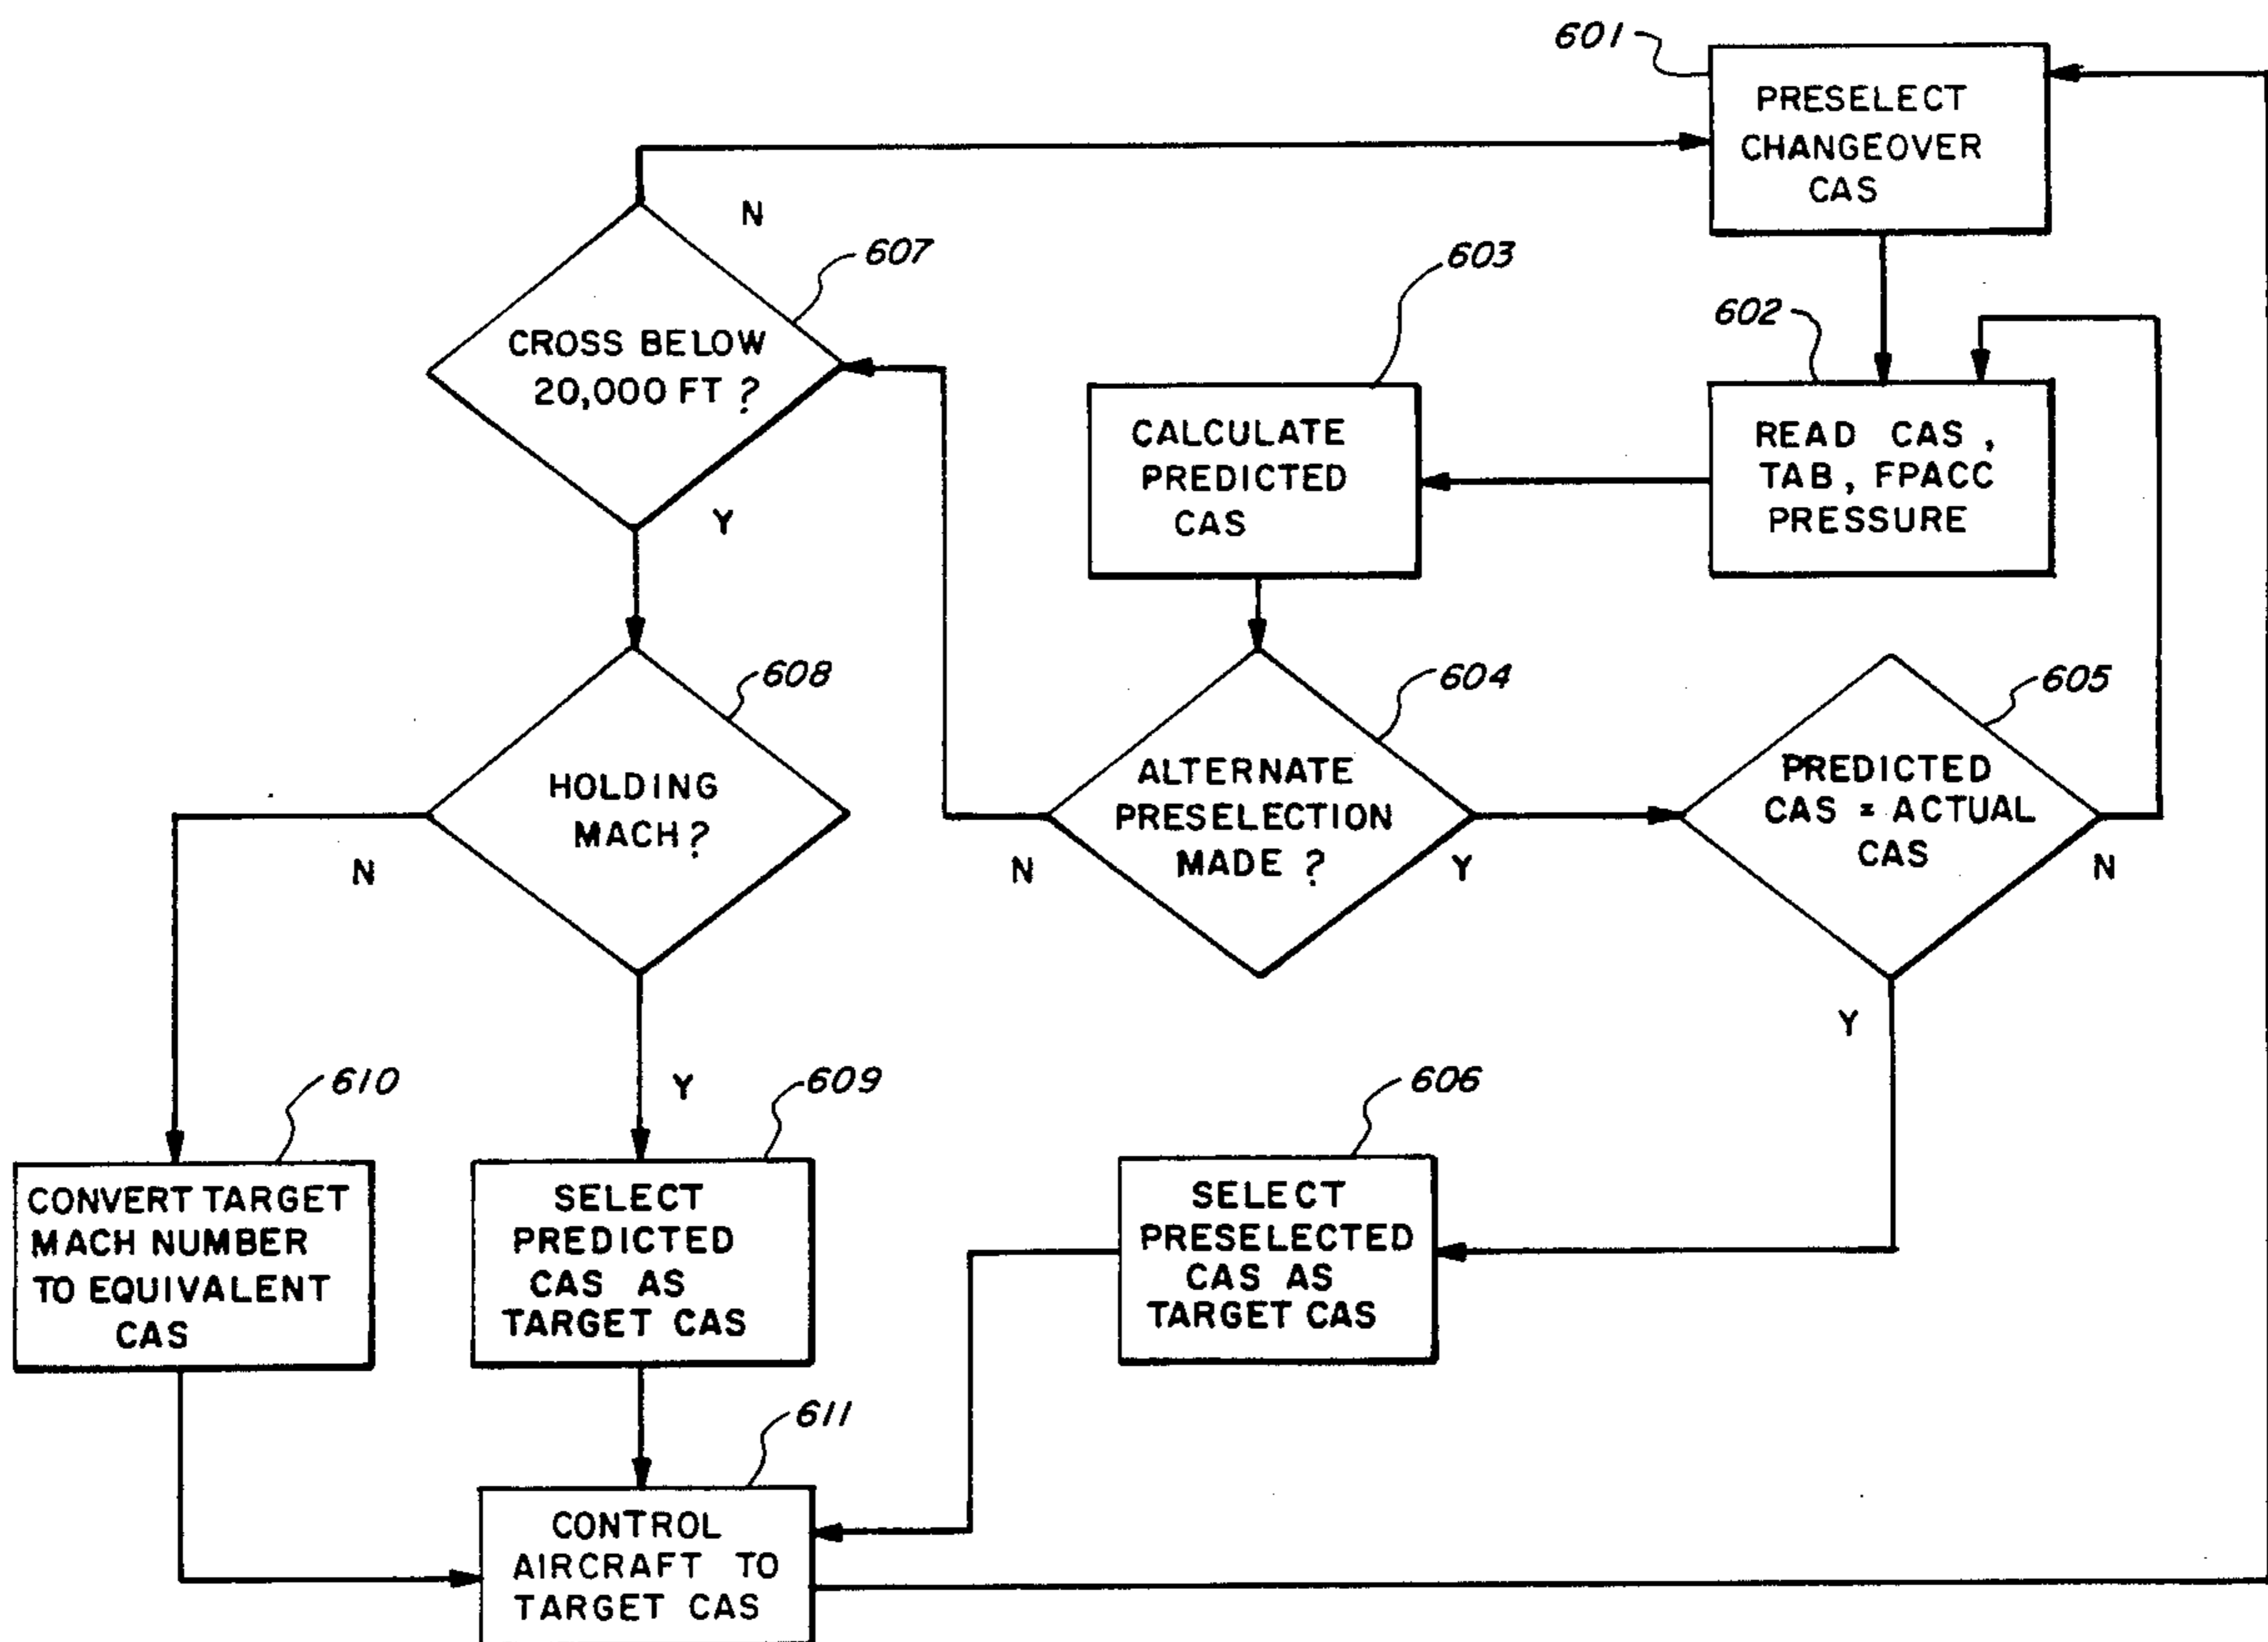 601
PRESELECT
CHANGEOVER
CAS
N
607
CROSS BELOW
20,000 FT ?
Y
603
CALCULATE
PREDICTED
CAS
602
READ CAS ,
TAB , FPACC
PRESSURE
608
HOLDING
MACH ?
N
Y
604
ALTERNATE
PRESELECTION
MADE ?
N
Y
605
PREDICTED
CAS = ACTUAL
CAS
N
Y
610
CONVERT TARGET
MACH NUMBER
TO EQUIVALENT
CAS
609
SELECT
PREDICTED
CAS AS
TARGET CAS
606
SELECT
PRESELECTED
CAS AS
TARGET CAS
611
CONTROL
AIRCRAFT TO
TARGET CAS